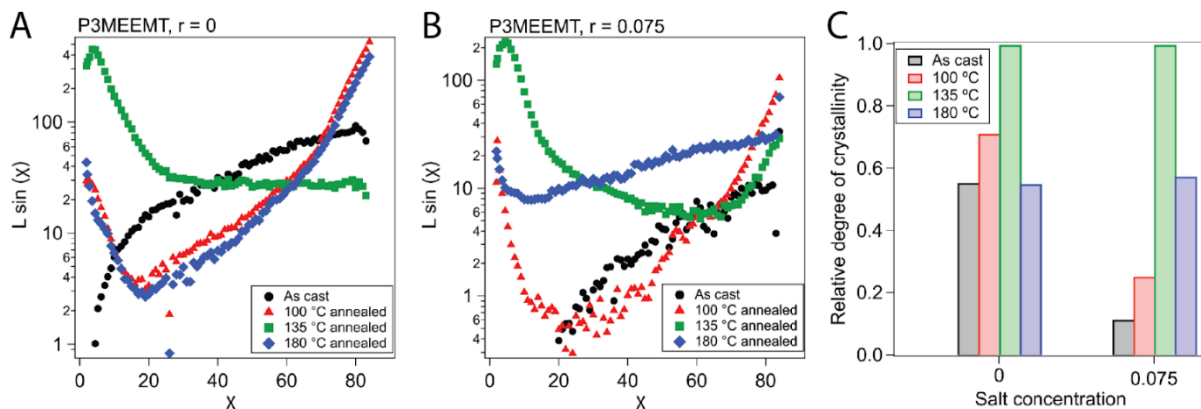 A
P3MEEMT, r = 0
4
2
100
6
4
2
10
6
4
2
1
L sin (χ)
As cast
100 °C annealed
135 °C annealed
180 °C annealed
0 20 40 60 80
χ
B
P3MEEMT, r = 0.075
2
100
6
4
2
10
6
4
2
1
6
4
L sin (χ)
As cast
100 °C annealed
135 °C annealed
180 °C annealed
0 20 40 60 80
χ
C
1.0
0.8
0.6
0.4
0.2
0.0
Relative degree of crystallinity
As cast
100 ºC
135 ºC
180 ºC
0 0.075
Salt concentration